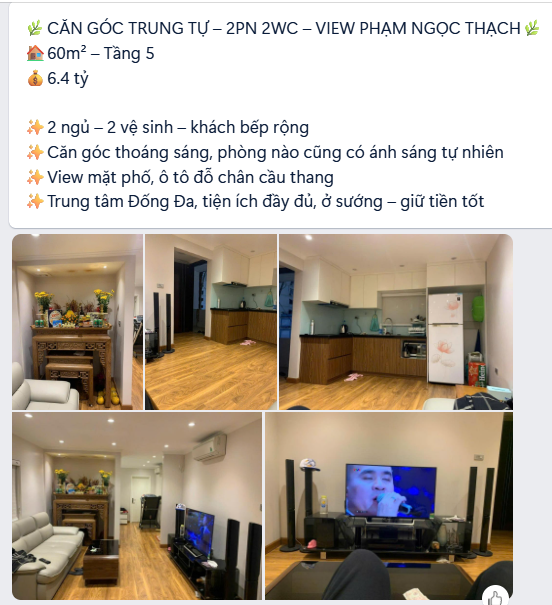 🌿 CĂN GÓC TRUNG TỰ – 2PN 2WC – VIEW PHẠM NGỌC THẠCH 🌿
🏠 60m² – Tầng 5
💰 6.4 tỷ
✨ 2 ngủ – 2 vệ sinh – khách bếp rộng
✨ Căn góc thoáng sáng, phòng nào cũng có ánh sáng tự nhiên
✨ View mặt phố, ô tô đỗ chân cầu thang
✨ Trung tâm Đống Đa, tiện ích đầy đủ, ở sướng – giữ tiền tốt